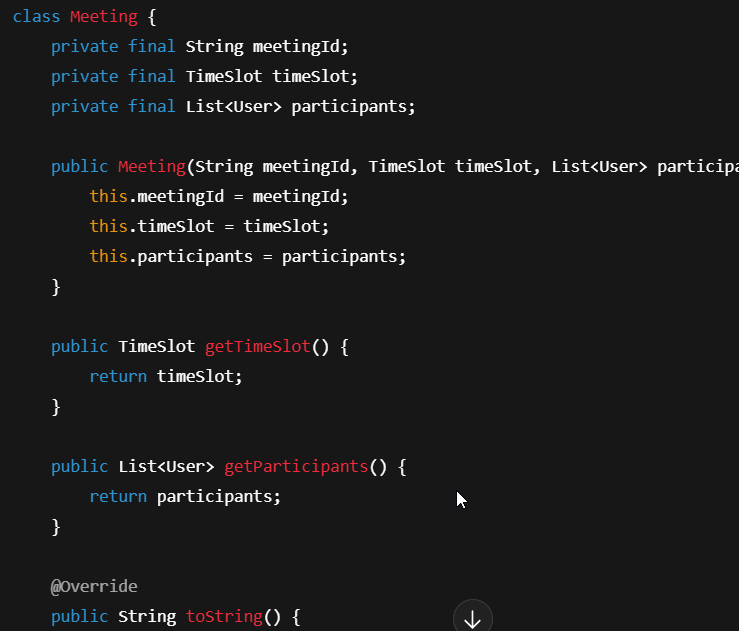 class Meeting {
    private final String meetingId;
    private final TimeSlot timeSlot;
    private final List<User> participants;
    public Meeting(String meetingId, TimeSlot timeSlot, List<User>
        this.meetingId = meetingId;
        this.timeSlot = timeSlot;
        this.participants = participants;
    }
    public TimeSlot getTimeSlot() {
        return timeSlot;
    }
    public List<User> getParticipants() {
        return participants;
    }
    @Override
    public String toString() {